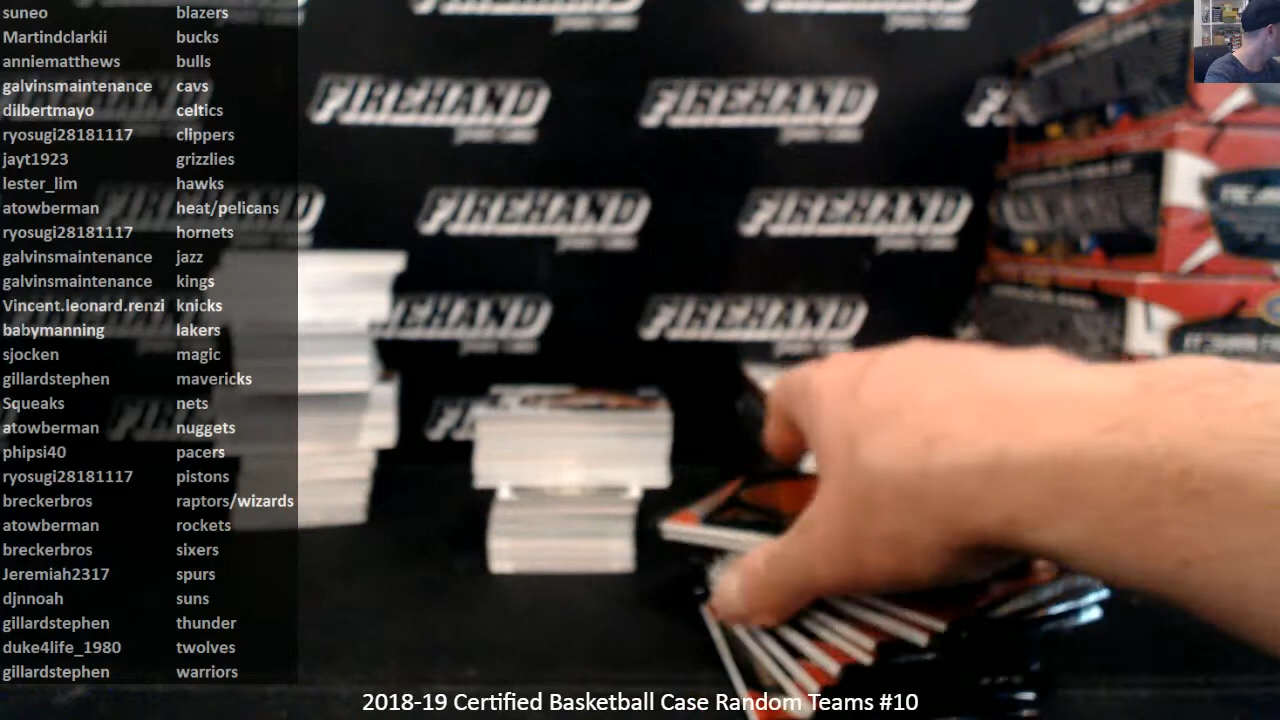 suneo blazers
Martindclarkii bucks
anniematthews bulls
galvinsmaintenance cavs
dilbertmayo celtics
ryosugi28181117 clippers
jayt1923 grizzlies
lester_lim hawks
atowberman heat/pelicans
ryosugi28181117 hornets
galvinsmaintenance jazz
galvinsmaintenance kings
Vincent.leonard.renzi knicks
babymanning lakers
sjocken magic
gillardstephen mavericks
Squeaks nets
atowberman nuggets
phipsi40 pacers
ryosugi28181117 pistons
breckerbros raptors/wizards
atowberman rockets
breckerbros sixers
Jeremiah2317 spurs
djnnoah suns
gillardstephen thunder
duke4life_1980 twolves
gillardstephen warriors
FIREHAND FIREHAND
FIREHAND FIREHAND
FIREHAND FIREHAND
2018-19 Certified Basketball Case Random Teams #10